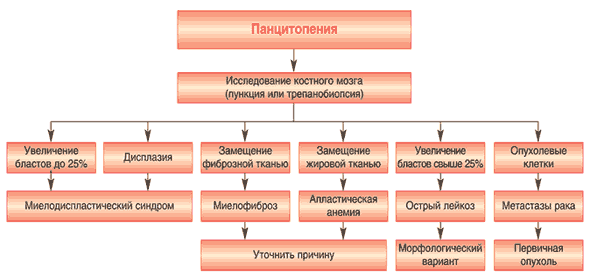 Панцитопения
Исследование костного мозга
(пункция или трепанобиопсия)
Увеличение
бластов до 25%
Дисплазия
Замещение
фиброзной тканью
Замещение
жировой тканью
Увеличение
бластов свыше 25%
Опухолевые
клетки
Миелодиспластический синдром
Миелофиброз
Апластическая
анемия
Острый лейкоз
Метастазы рака
Уточнить причину
Морфологический
вариант
Первичная
опухоль